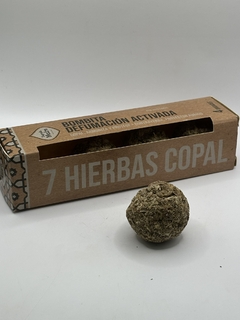 BOMBITA
DEFUMACIÓN ACTIVADA
7 HIERBAS COPAL